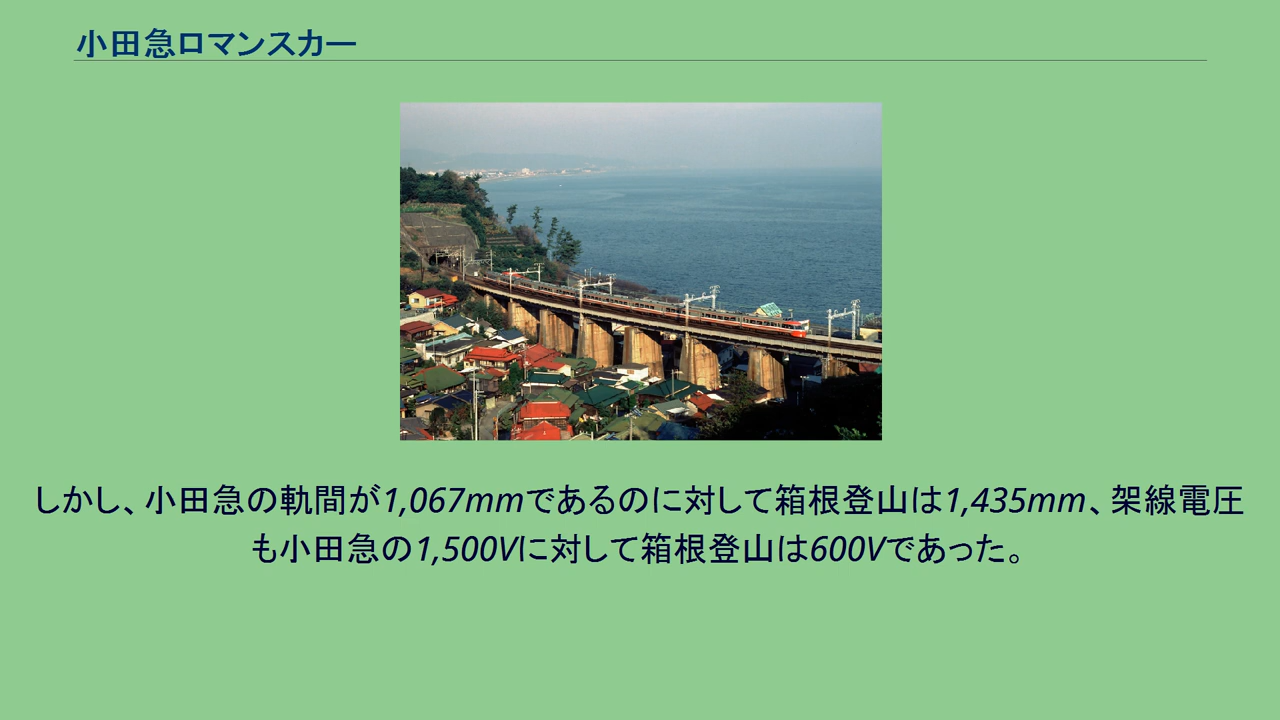 小田急ロマンスカー
しかし、小田急の軌間が1,067mmであるのに対して箱根登山は1,435mm、架線電圧
も小田急の1,500Vに対して箱根登山は600Vであった。